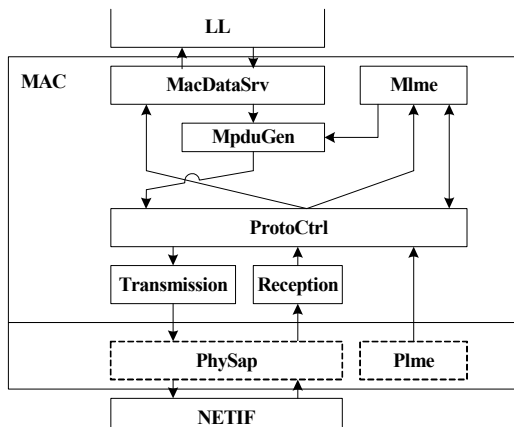 LL
MAC
MacDataSrv
Mlme
MpduGen
ProtoCtrl
Transmission
Reception
PhySap
Plme
NETIF